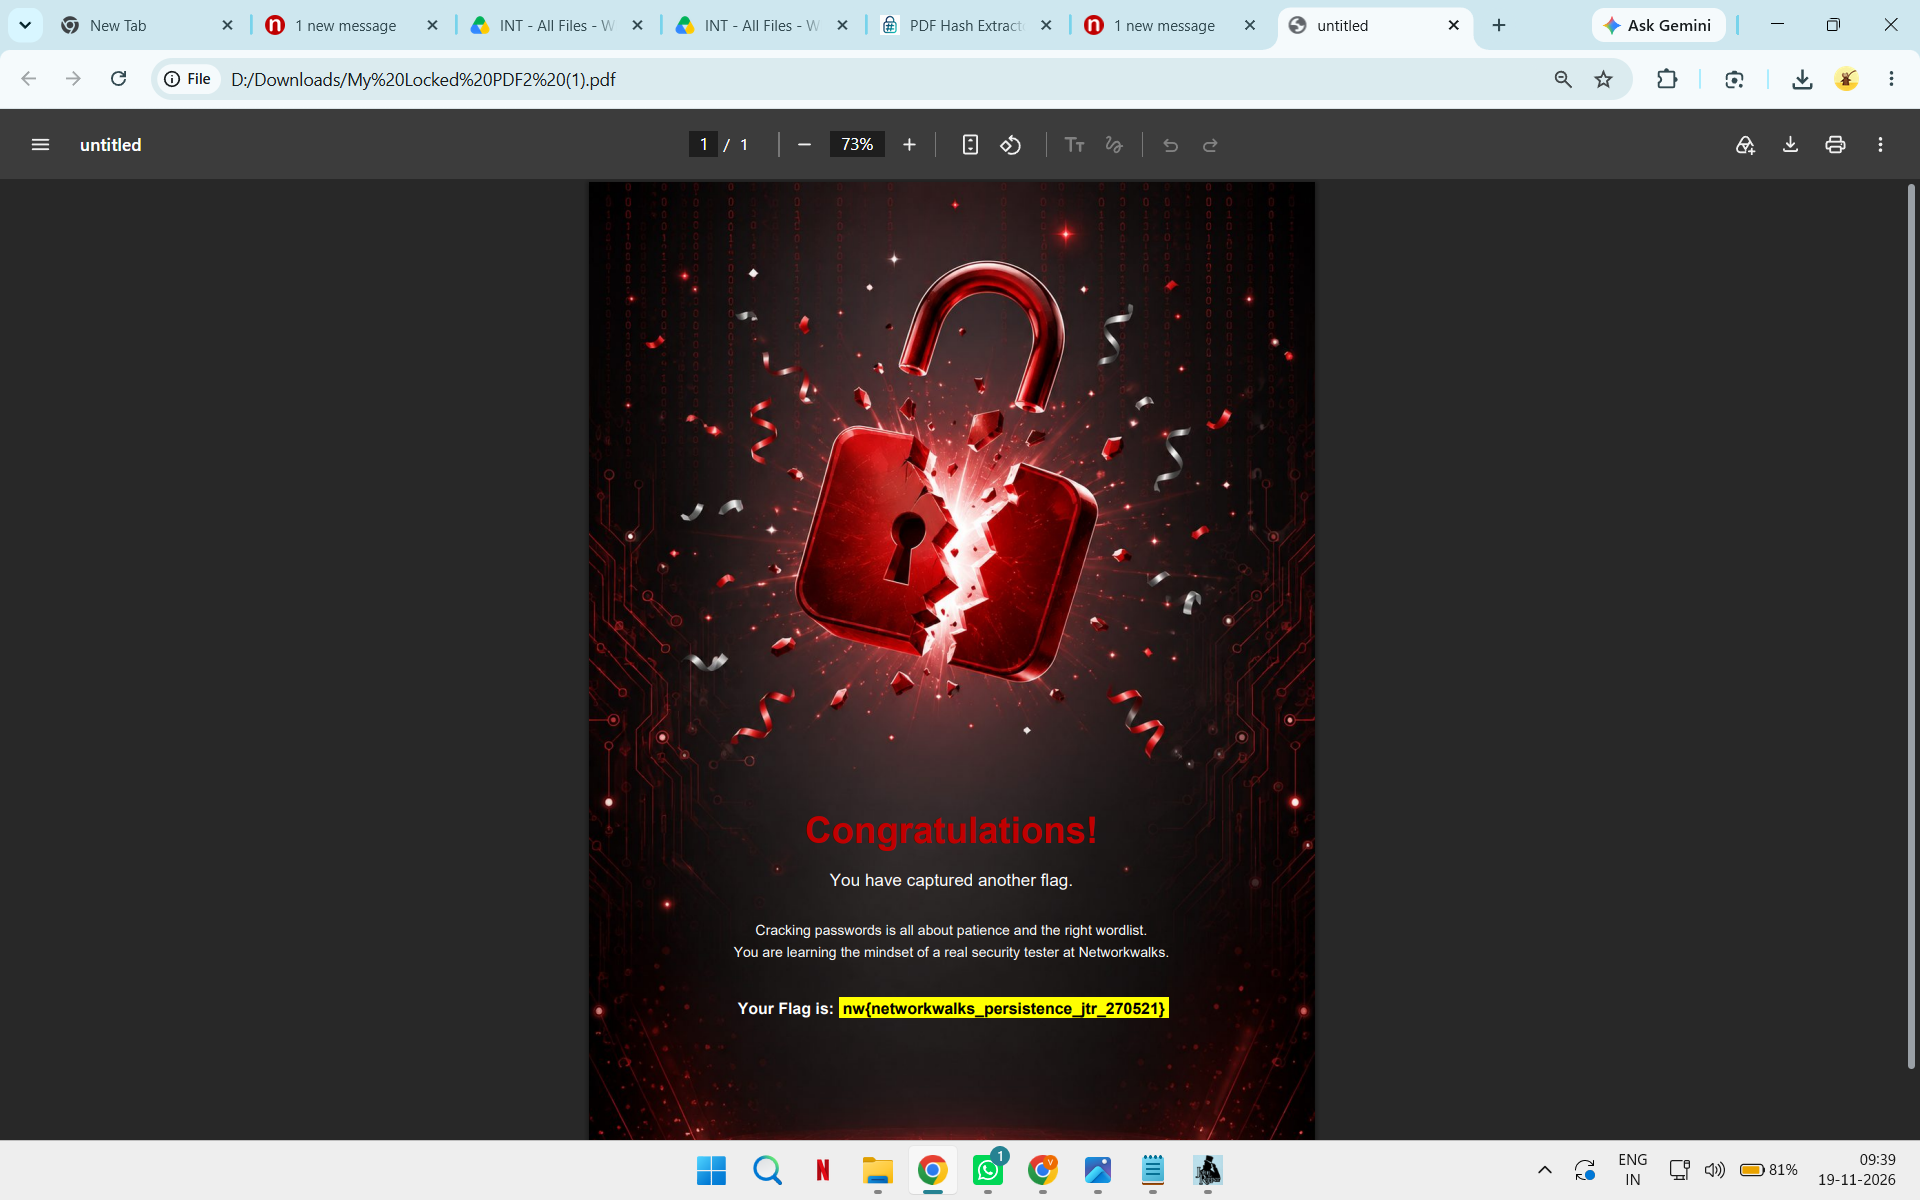 New Tab
1 new message
INT - All Files - W
INT - All Files - W
PDF Hash Extract
1 new message
untitled
Ask Gemini
File
D:/Downloads/My%20Locked%20PDF2%20(1).pdf
untitled
1 / 1
73%
Congratulations!
You have captured another flag.
Cracking passwords is all about patience and the right wordlist.
You are learning the mindset of a real security tester at Networkwalks.
Your Flag is: nw{networkwalks_persistence_jtr_270521}
1
ENG
IN
81%
09:39
19-11-2026